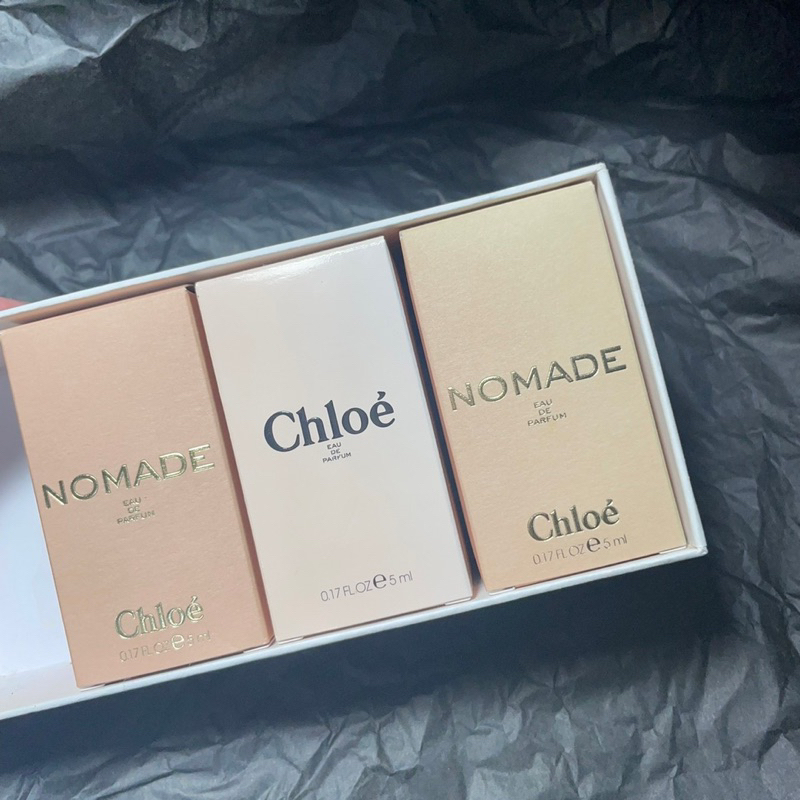 NOMADE
EAU
DE
PARFUM
Chloé
0.17 FL OZ e 5 ml
Chloé
EAU
DE
PARFUM
0.17 FL OZ e 5 ml
NOMADE
EAU
DE
PARFUM
Chloé
0.17 FL OZ e 5 ml